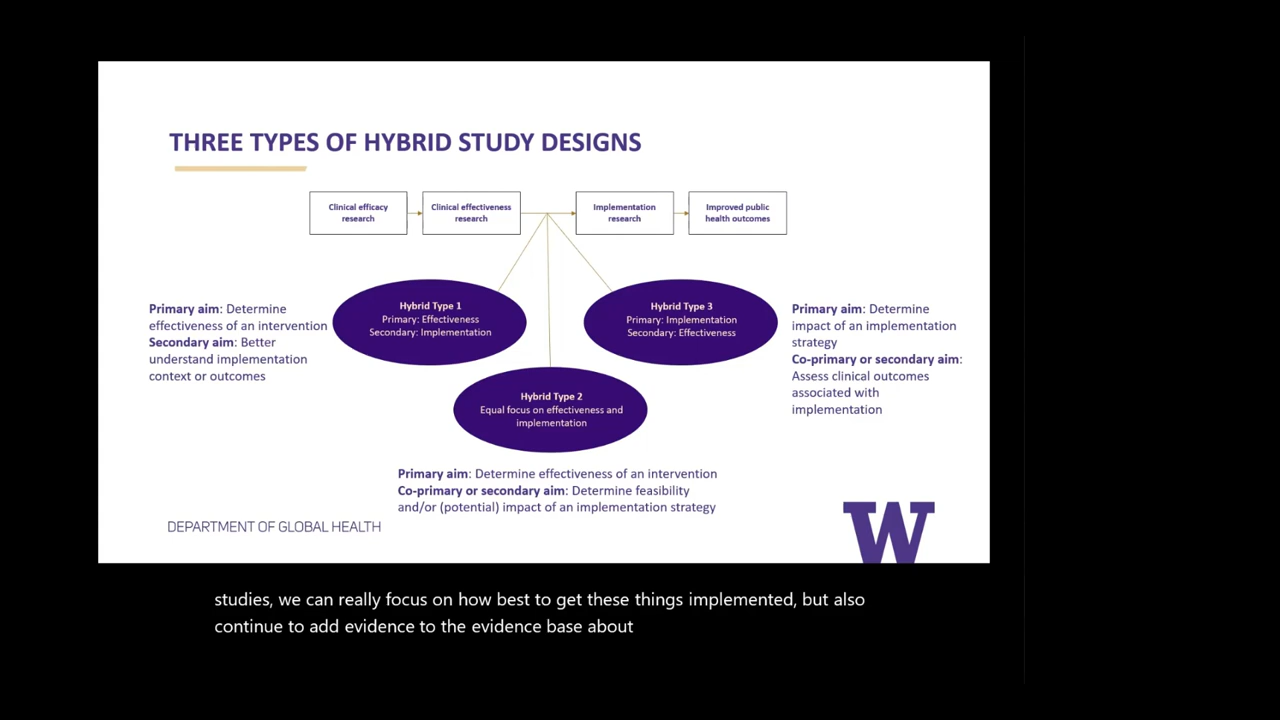 THREE TYPES OF HYBRID STUDY DESIGNS
Clinical efficacy
research
Clinical effectiveness
research
Implementation
research
Improved public
health outcomes
Primary aim: Determine
effectiveness of an intervention
Secondary aim: Better
understand implementation
context or outcomes
Hybrid Type 1
Primary: Effectiveness
Secondary: Implementation
Hybrid Type 3
Primary: Implementation
Secondary: Effectiveness
Primary aim: Determine
impact of an implementation
strategy
Co-primary or secondary aim:
Assess clinical outcomes
associated with
implementation
Hybrid Type 2
Equal focus on effectiveness and
implementation
Primary aim: Determine effectiveness of an intervention
Co-primary or secondary aim: Determine feasibility
and/or (potential) impact of an implementation strategy
DEPARTMENT OF GLOBAL HEALTH
W
studies, we can really focus on how best to get these things implemented, but also
continue to add evidence to the evidence base about